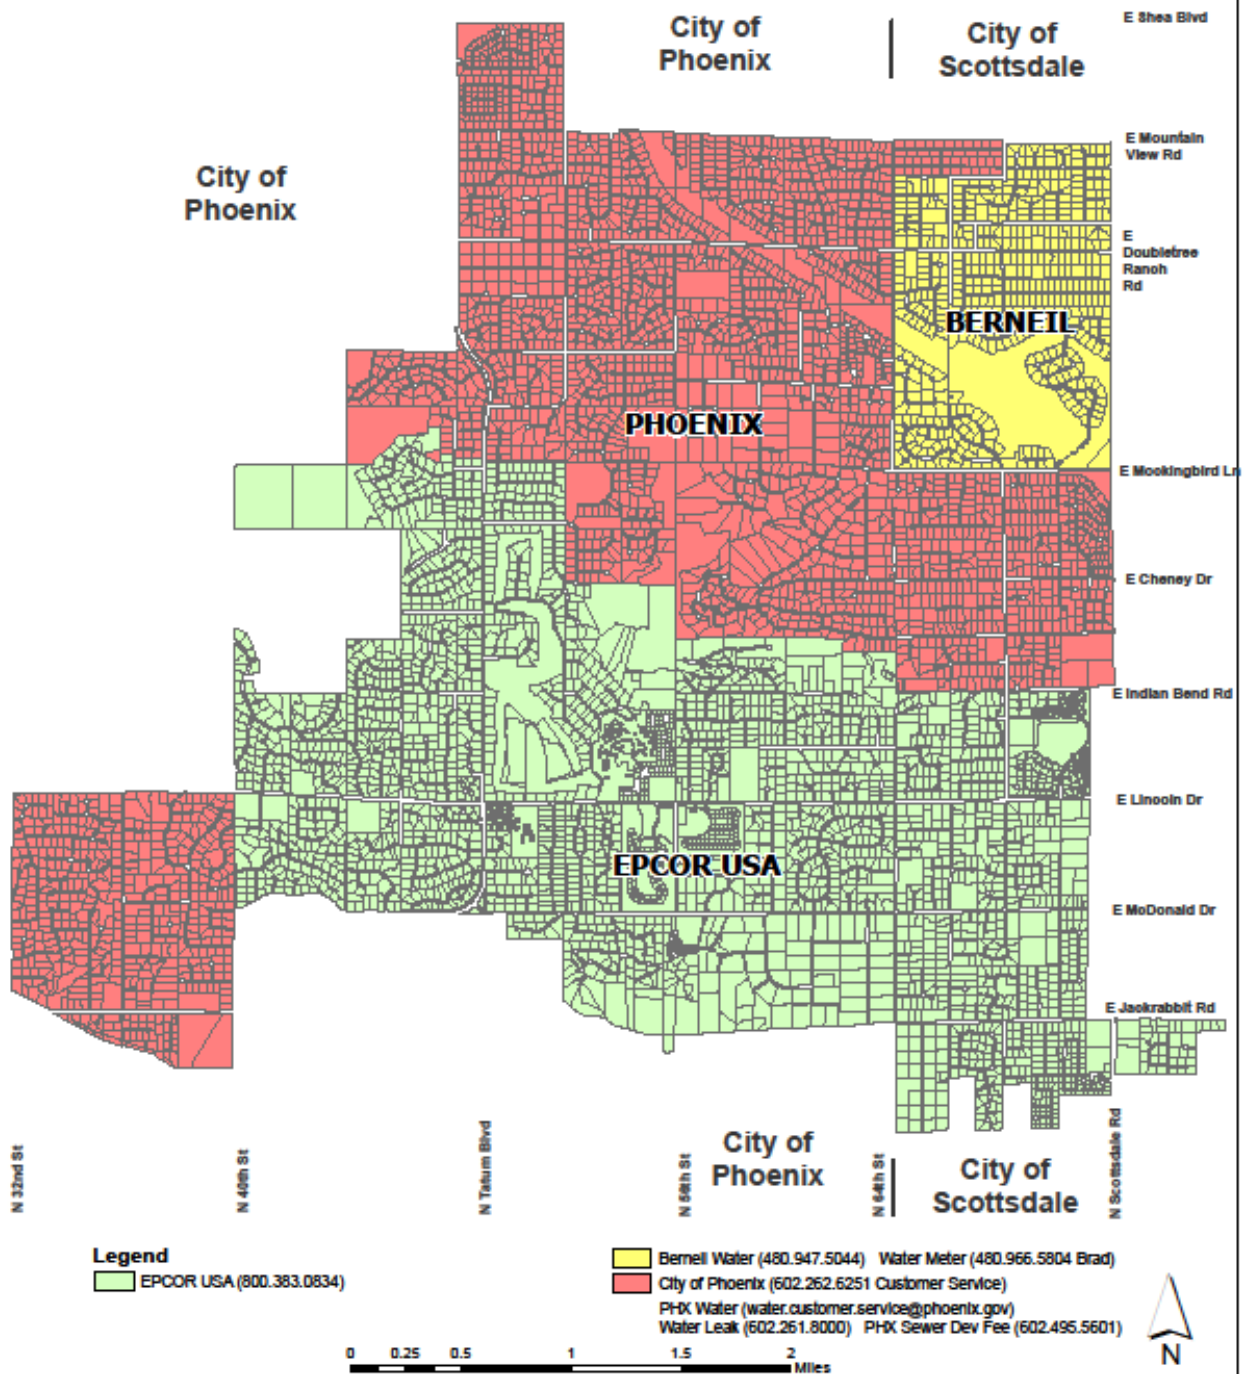 E Shea Blvd
City of
Phoenix
City of
Scottsdale
E Mountain
View Rd
City of
Phoenix
E
Doubletree
Ranch
Rd
BERNEIL
PHOENIX
E Mockingbird Ln
E Cheney Dr
E Indian Bend Rd
E Lincoln Dr
EPCOR USA
E McDonald Dr
E Jackrabbit Rd
N 32nd St
N 40th St
N Tatum Blvd
N 56th St
N 64th St
N Scottsdale Rd
City of
Phoenix
City of
Scottsdale
Legend
EPCOR USA (800.383.0834)
Berneil Water (480.947.5044) Water Meter (480.966.5804 Brad)
City of Phoenix (602.262.6251 Customer Service)
PHX Water (water.customer.service@phoenix.gov)
Water Leak (602.261.8000) PHX Sewer Dev Fee (602.495.5601)
0 0.25 0.5 1 1.5 2
Miles
N